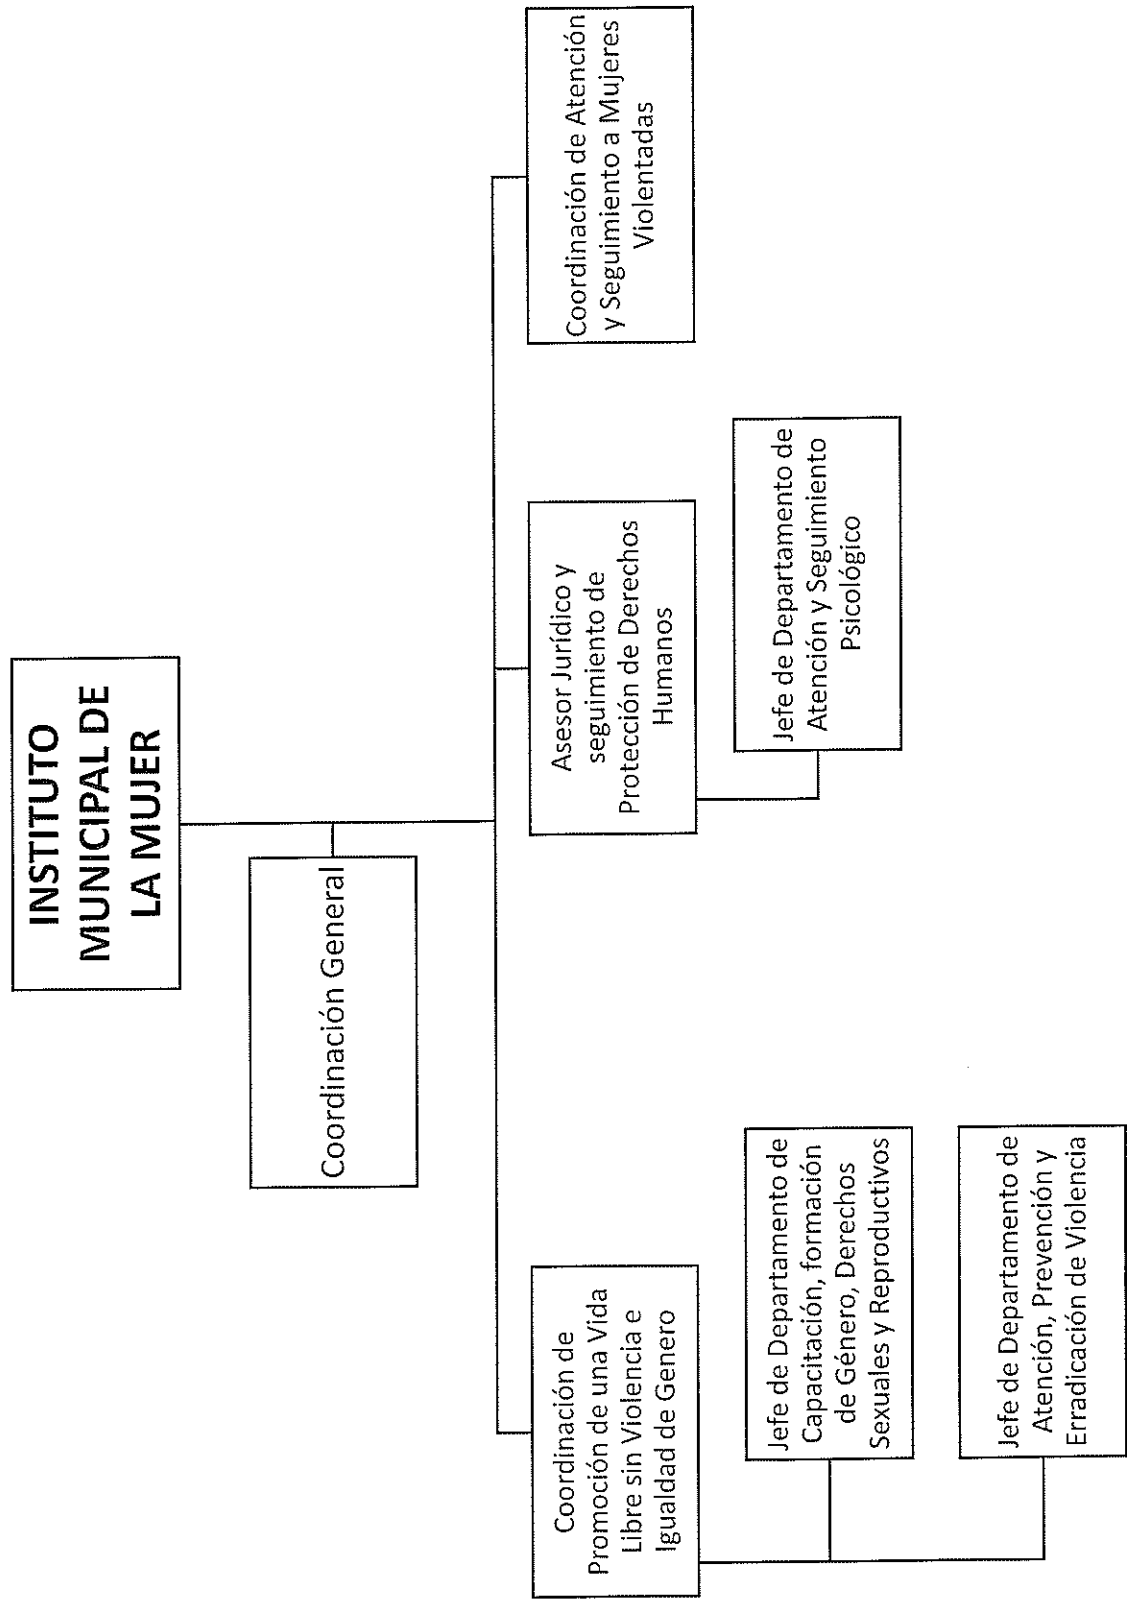 INSTITUTO
MUNICIPAL DE
LA MUJER
Coordinación General
Coordinación de
Promoción de una Vida
Libre sin Violencia e
Igualdad de Genero
Jefe de Departamento de
Capacitación, formación
de Género, Derechos
Sexuales y Reproductivos
Jefe de Departamento de
Atención, Prevención y
Erradicación de Violencia
Asesor Jurídico y
seguimiento de
Protección de Derechos
Humanos
Jefe de Departamento de
Atención y Seguimiento
Psicológico
Coordinación de Atención
y Seguimiento a Mujeres
Violentadas